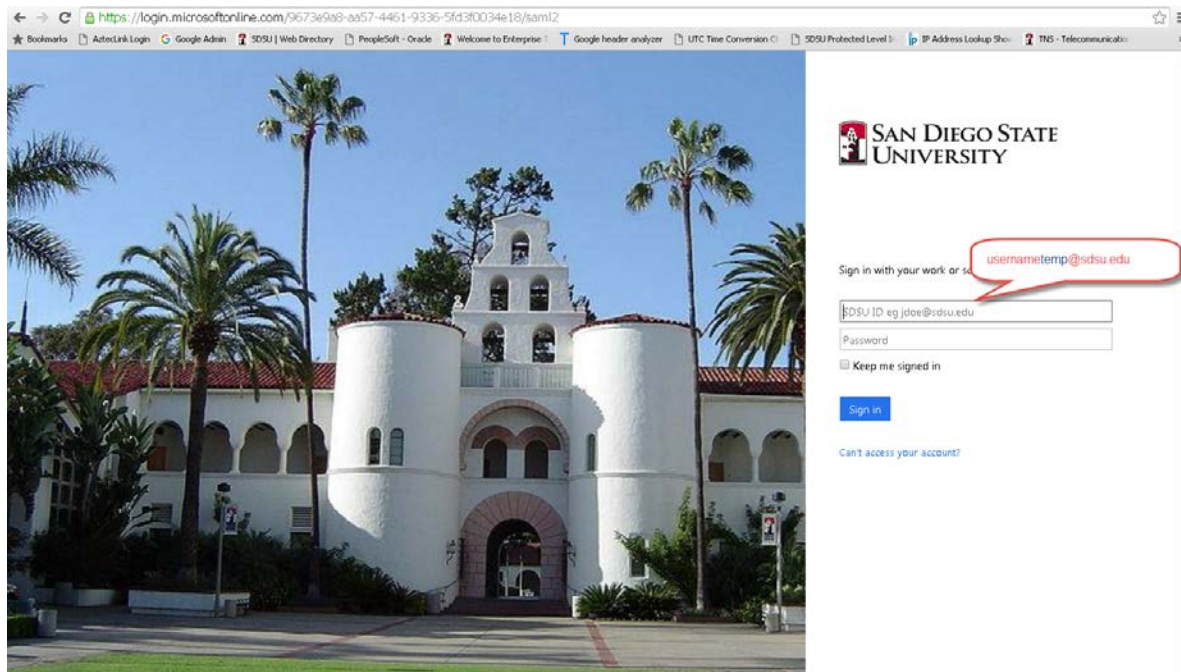 https://login.microsoftonline.com/9673e9a8-aa57-4461-9336-5fd3f0034e18/saml2
Bookmarks AztecLink Login Google Admin SDSU | Web Directory PeopleSoft - Oracle Welcome to Enterprise Google header analyzer UTC Time Conversion SDSU Protected Level IP Address Lookup TNS - Telecommunicatio
SAN DIEGO STATE
UNIVERSITY
usernametemp@sdsu.edu
Sign in with your work or
SDSU ID eg jdoe@sdsu.edu
Password
Keep me signed in
Sign in
Can't access your account?